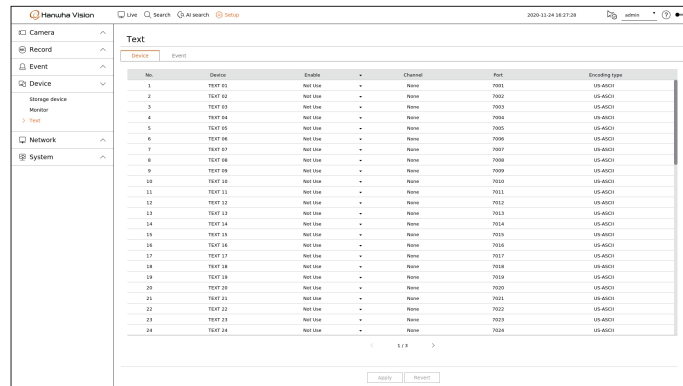 Hanwha Vision
Live Search AI search Setup
2020-11-24 16:27:28
admin
Camera
Record
Event
Device
Storage device
Monitor
Text
Network
System
Text
Device Event
No. Device Enable Channel Port Encoding type
1 TEXT 01 Not Use None 7001 US-ASCII
2 TEXT 02 Not Use None 7002 US-ASCII
3 TEXT 03 Not Use None 7003 US-ASCII
4 TEXT 04 Not Use None 7004 US-ASCII
5 TEXT 05 Not Use None 7005 US-ASCII
6 TEXT 06 Not Use None 7006 US-ASCII
7 TEXT 07 Not Use None 7007 US-ASCII
8 TEXT 08 Not Use None 7008 US-ASCII
9 TEXT 09 Not Use None 7009 US-ASCII
10 TEXT 10 Not Use None 7010 US-ASCII
11 TEXT 11 Not Use None 7011 US-ASCII
12 TEXT 12 Not Use None 7012 US-ASCII
13 TEXT 13 Not Use None 7013 US-ASCII
14 TEXT 14 Not Use None 7014 US-ASCII
15 TEXT 15 Not Use None 7015 US-ASCII
16 TEXT 16 Not Use None 7016 US-ASCII
17 TEXT 17 Not Use None 7017 US-ASCII
18 TEXT 18 Not Use None 7018 US-ASCII
19 TEXT 19 Not Use None 7019 US-ASCII
20 TEXT 20 Not Use None 7020 US-ASCII
21 TEXT 21 Not Use None 7021 US-ASCII
22 TEXT 22 Not Use None 7022 US-ASCII
23 TEXT 23 Not Use None 7023 US-ASCII
24 TEXT 24 Not Use None 7024 US-ASCII
1 / 3
Apply Revert